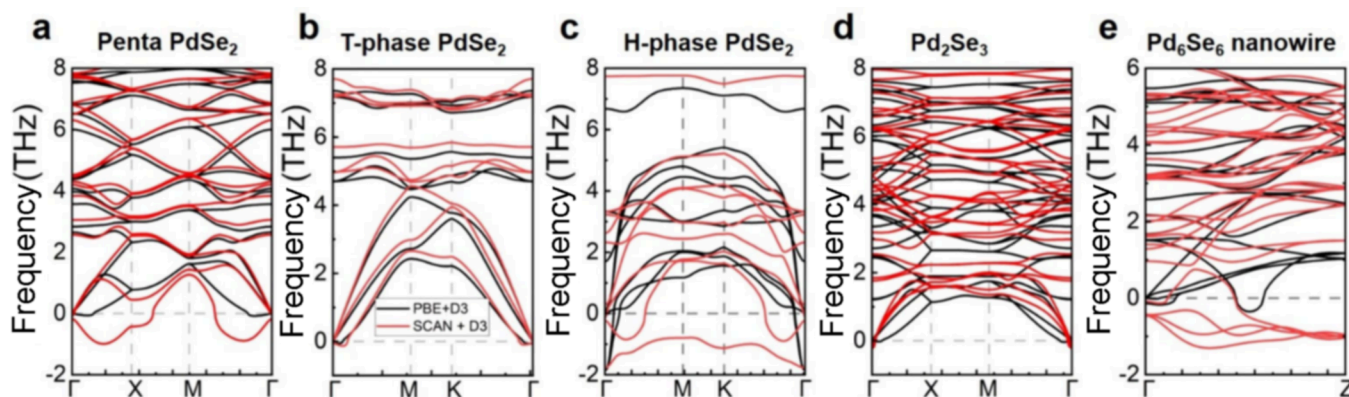 a Penta PdSe₂
b T-phase PdSe₂
c H-phase PdSe₂
d Pd₂Se₃
e Pd₆Se₆ nanowire
Frequency (THz)
8
6
4
2
0
-2
Γ X M Γ
Frequency (THz)
8
6
4
2
0
PBE+D3
SCAN + D3
Γ M K Γ
Frequency (THz)
8
6
4
2
0
-2
Γ M K Γ
Frequency (THz)
8
6
4
2
0
Γ X M Γ
Frequency (THz)
6
4
2
0
-2
Γ Z